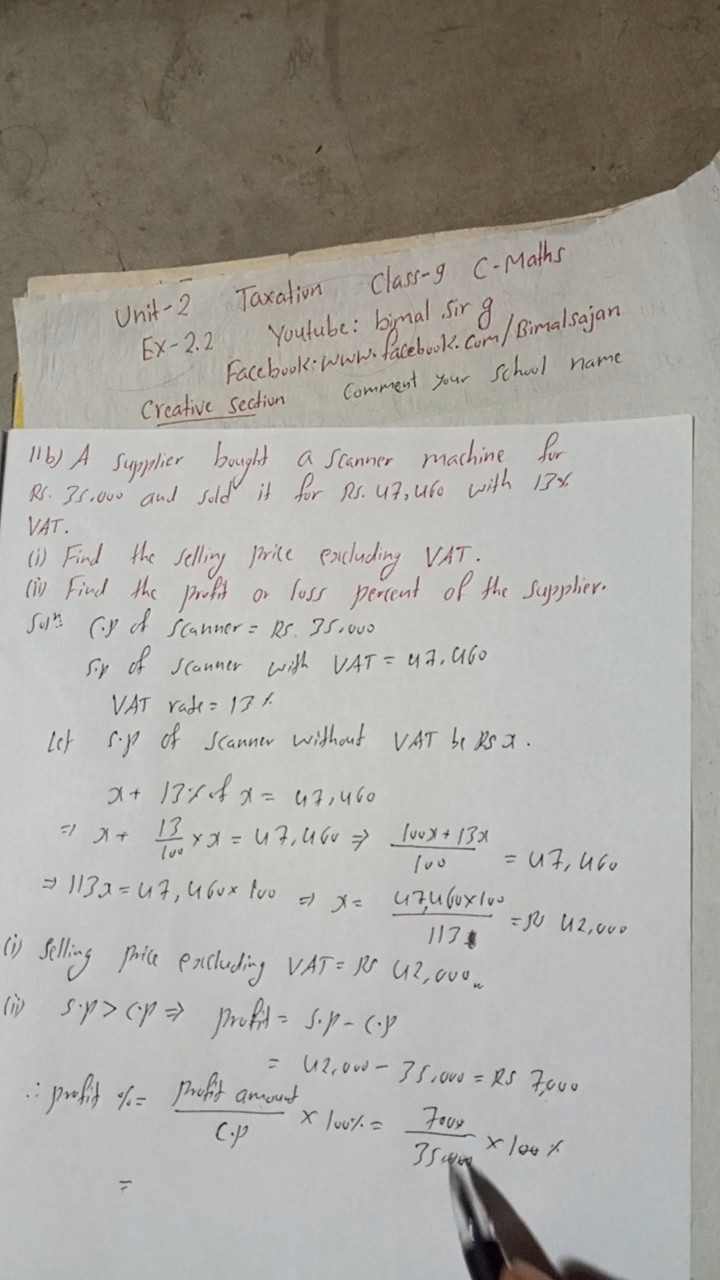 Unit-2 Taxation Class-9 C-Maths
Ex-2.2 Youtube: bimal sir g
Facebook: www.facebook.com/Bimalsajan
Creative section Comment your school name
11b) A supplier bought a scanner machine for
Rs. 35,000 and sold it for Rs. 47,460 with 13%
VAT.
(i) Find the selling price excluding VAT.
(ii) Find the profit or loss percent of the supplier.
Solⁿ: C.p of scanner = Rs. 35,000
S.p of scanner with VAT = 47,460
VAT rate = 13%
Let s.p of scanner without VAT be Rs x.
x + 13% of x = 47,460
⇒ x + 13/100 × x = 47,460 ⇒ 100x + 13x / 100 = 47,460
⇒ 113x = 47,460 × 100 ⇒ x = 47,460 × 100 / 113 = Rs 42,000
(i) Selling price excluding VAT = Rs 42,000,,
(ii) S.p > C.p ⇒ profit = S.p – C.p
= 42,000 – 35,000 = Rs 7,000
∴ profit % = profit amount / C.p × 100% = 7000 / 35000 × 100%
=